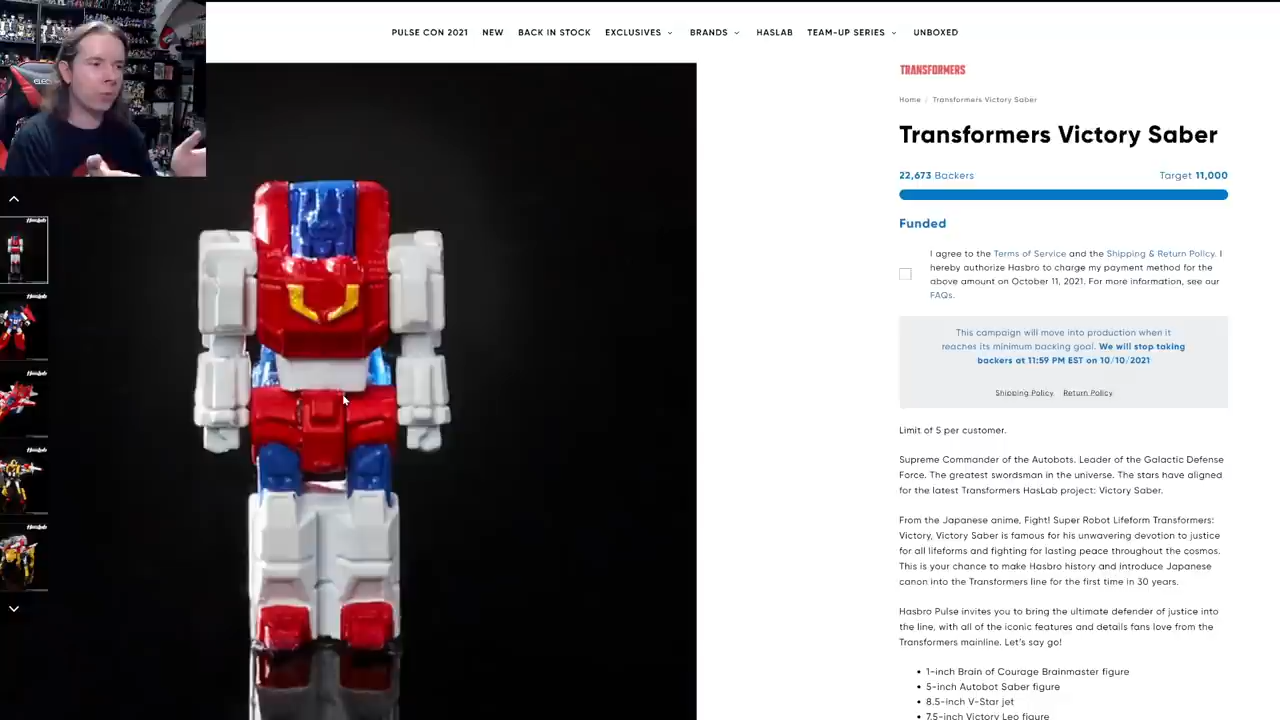 PULSE CON 2021 NEW BACK IN STOCK EXCLUSIVES BRANDS HASLAB TEAM-UP SERIES UNBOXED
TRANSFORMERS
Home / Transformers Victory Saber
Transformers Victory Saber
22,673 Backers Target 11,000
Funded
I agree to the Terms of Service and the Shipping & Return Policy. I
hereby authorize Hasbro to charge my payment method for the
above amount on October 11, 2021. For more information, see our
FAQs.
This campaign will move into production when it
reaches its minimum backing goal. We will stop taking
backers at 11:59 PM EST on 10/10/2021
Shipping Policy Return Policy
Limit of 5 per customer.
Supreme Commander of the Autobots. Leader of the Galactic Defense
Force. The greatest swordsman in the universe. The stars have aligned
for the latest Transformers HasLab project: Victory Saber.
From the Japanese anime, Fight! Super Robot Lifeform Transformers:
Victory, Victory Saber is famous for his unwavering devotion to justice
for all lifeforms and fighting for lasting peace throughout the cosmos.
This is your chance to make Hasbro history and introduce Japanese
canon into the Transformers line for the first time in 30 years.
Hasbro Pulse invites you to bring the ultimate defender of justice into
the line, with all of the iconic features and details fans love from the
Transformers mainline. Let's say go!
• 1-inch Brain of Courage Brainmaster figure
• 5-inch Autobot Saber figure
• 8.5-inch V-Star jet
• 7.5-inch Victory Leo figure
HasLab
HasLab
HasLab
HasLab
HasLab